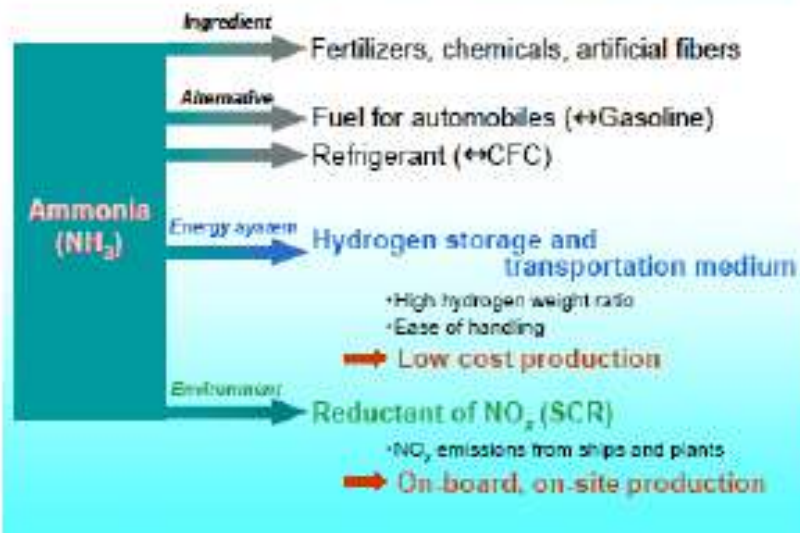 Ingredient
Fertilizers, chemicals, artificial fibers
Alternative
Fuel for automobiles (↔Gasoline)
Refrigerant (↔CFC)
Ammonia
(NH₃)
Energy system
Hydrogen storage and
transportation medium
•High hydrogen weight ratio
•Ease of handling
Low cost production
Environment
Reductant of NOₓ (SCR)
•NOₓ emissions from ships and plants
On-board, on-site production